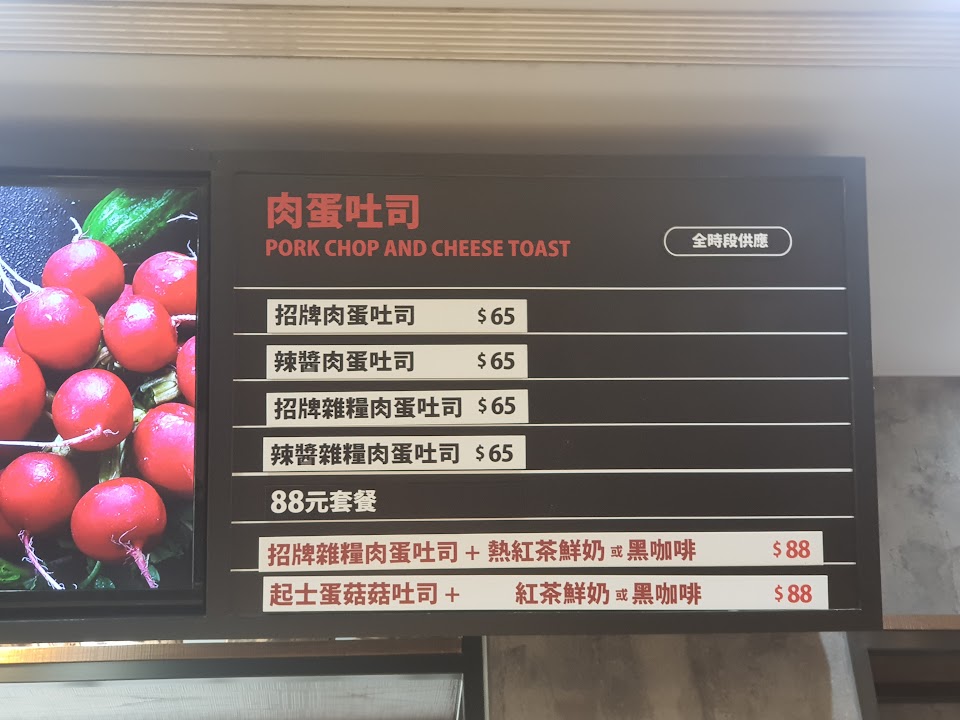 肉蛋吐司
PORK CHOP AND CHEESE TOAST
全時段供應
招牌肉蛋吐司 $65
辣醬肉蛋吐司 $65
招牌雜糧肉蛋吐司 $65
辣醬雜糧肉蛋吐司 $65
88元套餐
招牌雜糧肉蛋吐司 + 熱紅茶鮮奶 或 黑咖啡 $88
起士蛋菇菇吐司 + 紅茶鮮奶 或 黑咖啡 $88